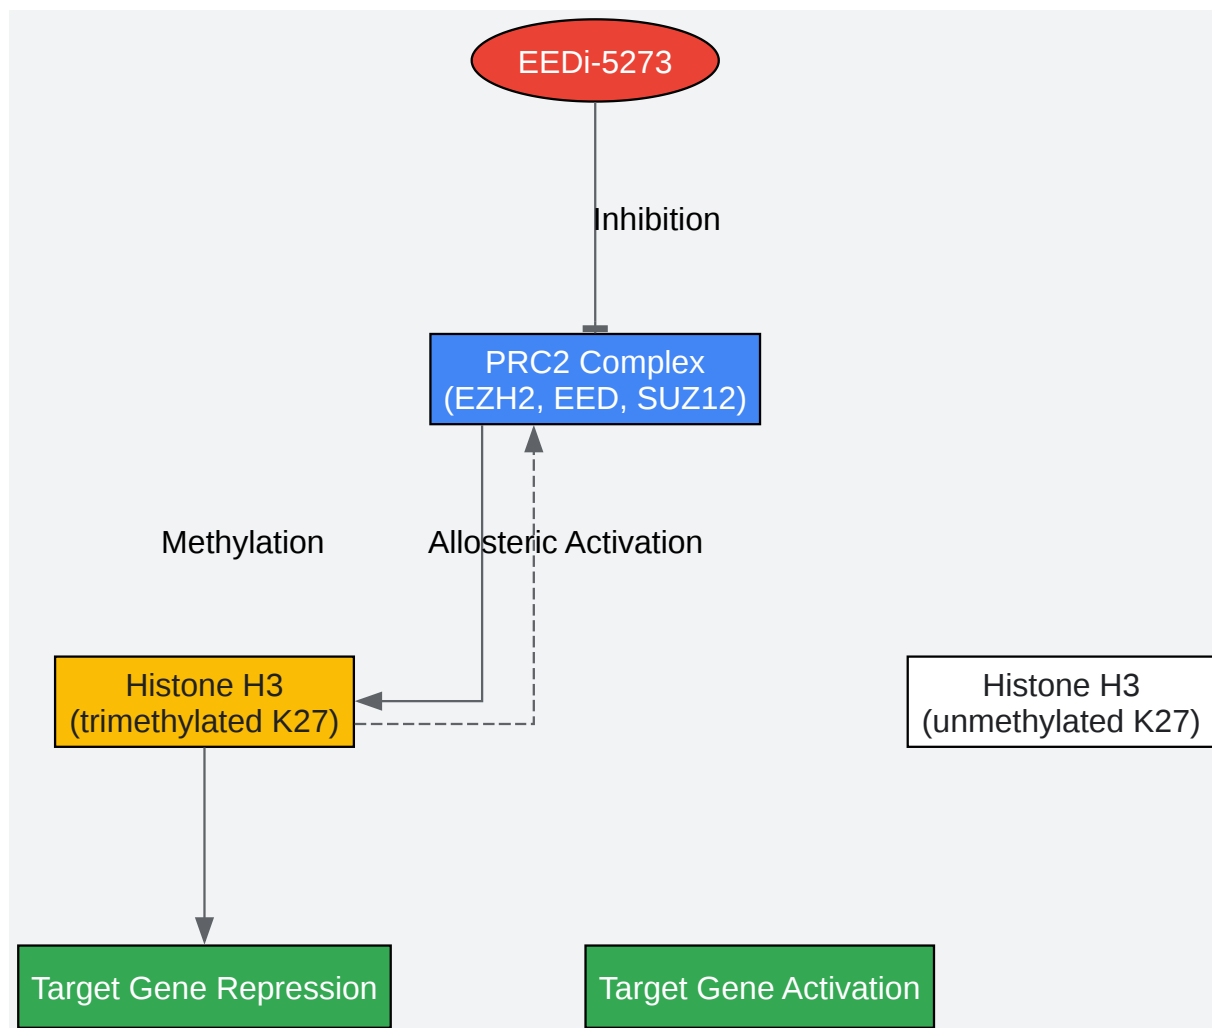 EEDi-5273
Inhibition
PRC2 Complex
(EZH2, EED, SUZ12)
Methylation
Allosteric Activation
Histone H3
(trimethylated K27)
Histone H3
(unmethylated K27)
Target Gene Repression
Target Gene Activation